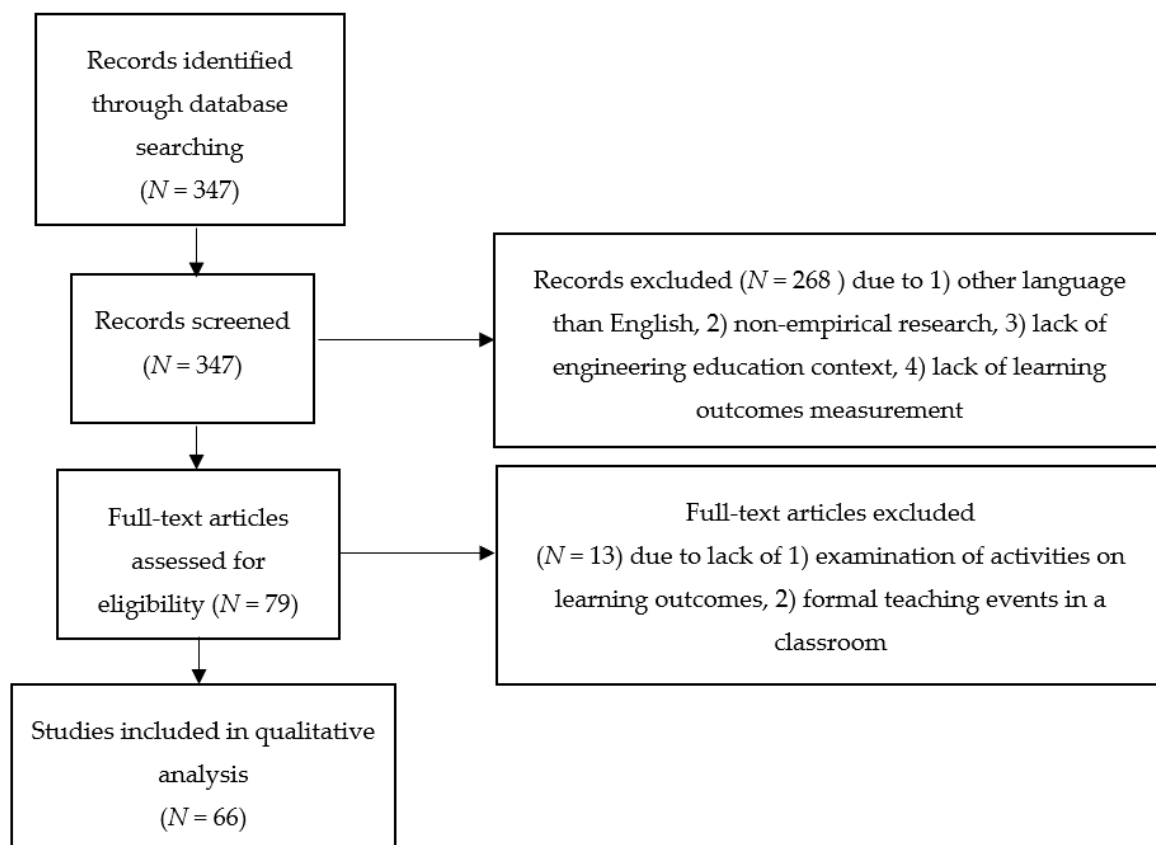 Records identified
through database
searching
(N = 347)
Records screened
(N = 347)
Records excluded (N = 268 ) due to 1) other language
than English, 2) non-empirical research, 3) lack of
engineering education context, 4) lack of learning
outcomes measurement
Full-text articles
assessed for
eligibility (N = 79)
Full-text articles excluded
(N = 13) due to lack of 1) examination of activities on
learning outcomes, 2) formal teaching events in a
classroom
Studies included in qualitative
analysis
(N = 66)